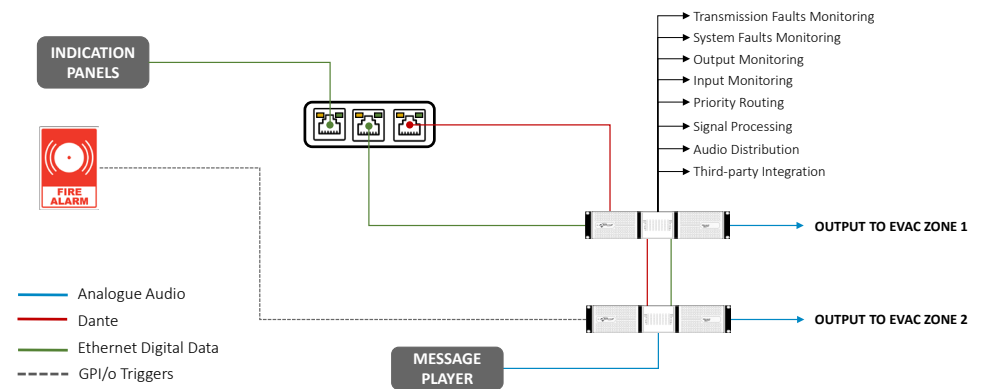 Transmission Faults Monitoring
System Faults Monitoring
Output Monitoring
Input Monitoring
Priority Routing
Signal Processing
Audio Distribution
Third-party Integration
INDICATION
PANELS
FIRE
ALARM
OUTPUT TO EVAC ZONE 1
OUTPUT TO EVAC ZONE 2
Analogue Audio
Dante
Ethernet Digital Data
GPI/o Triggers
MESSAGE
PLAYER